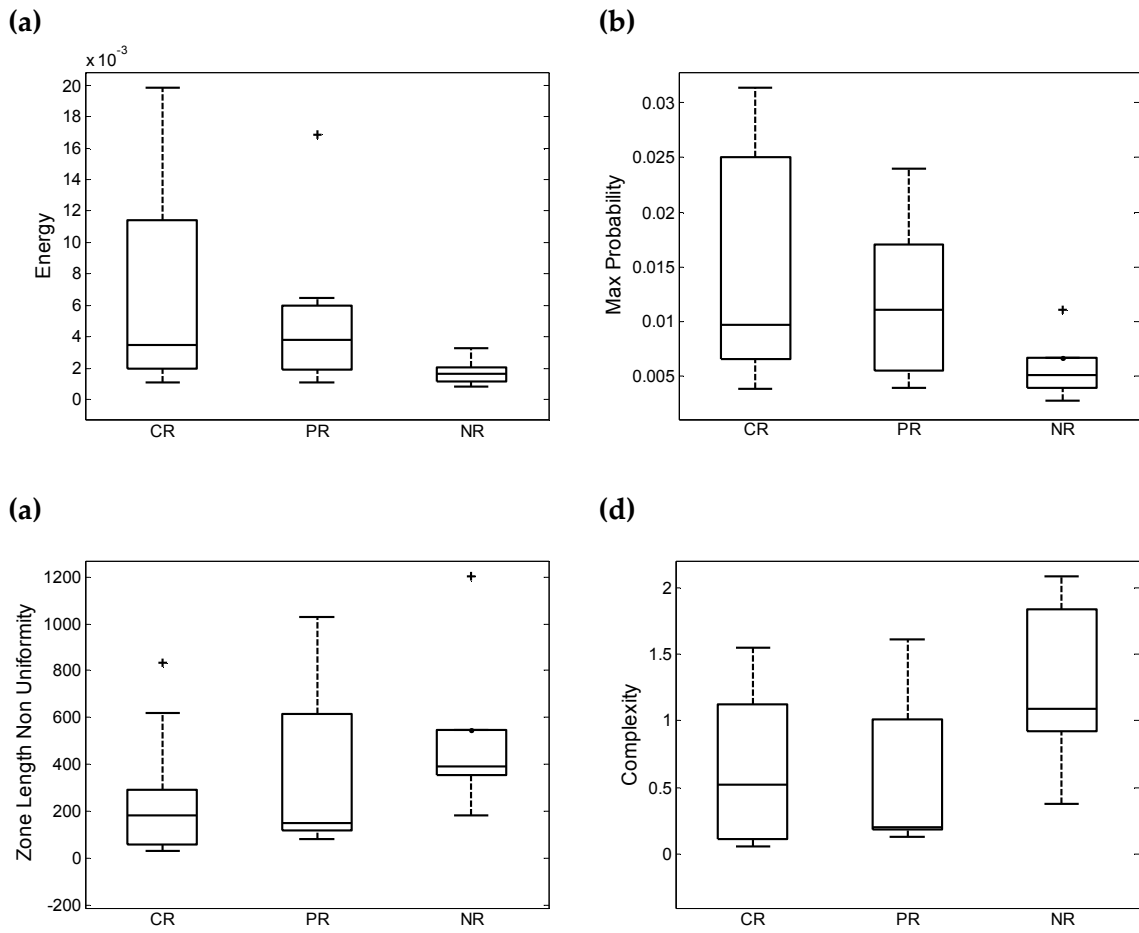 (a)
x 10^-3
20
18
16
14
12
10
8
6
4
2
0
Energy
CR PR NR
(b)
0.03
0.025
0.02
0.015
0.01
0.005
Max Probability
CR PR NR
(a)
1200
1000
800
600
400
200
0
-200
Zone Length Non Uniformity
CR PR NR
(d)
2
1.5
1
0.5
0
Complexity
CR PR NR